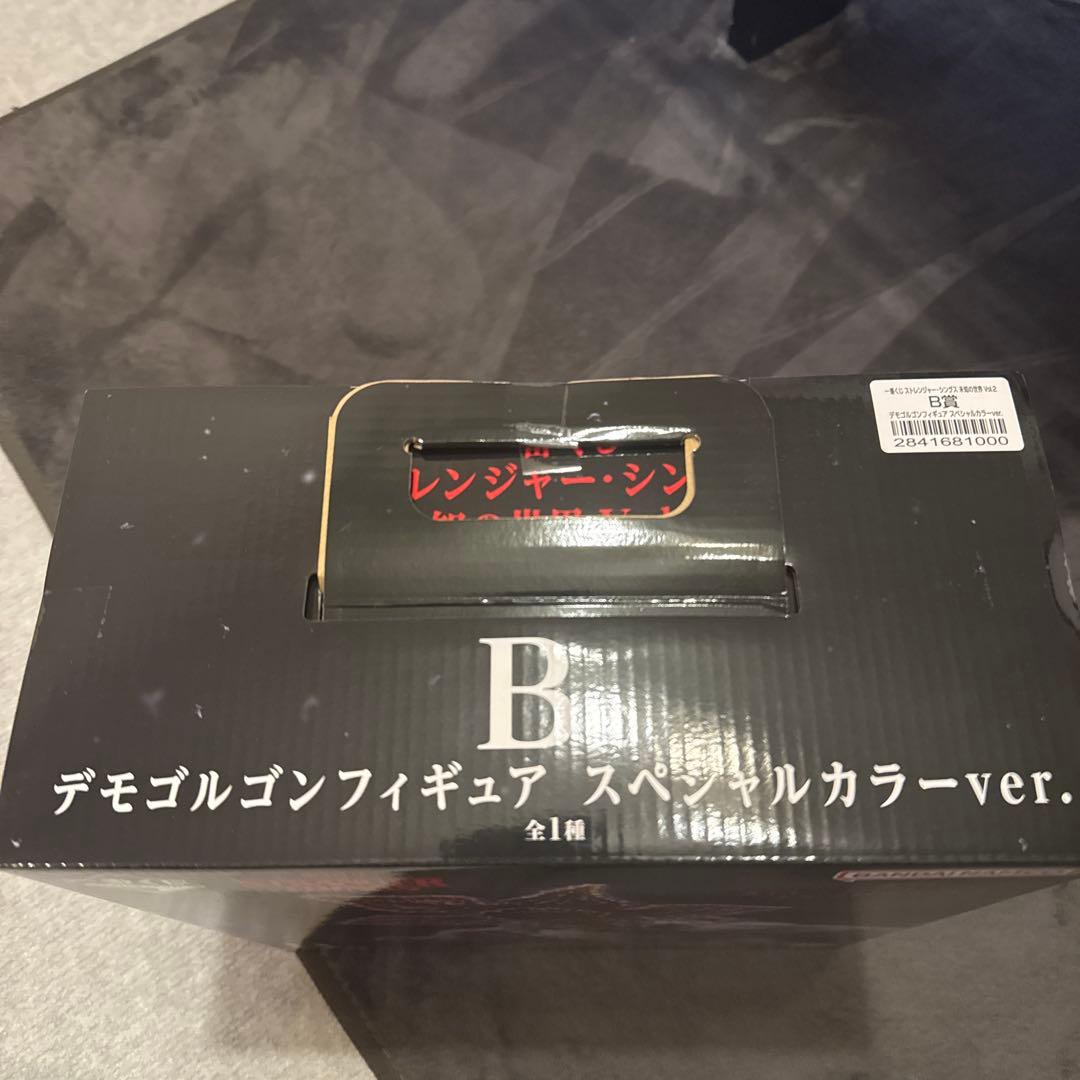 一番くじ ストレンジャー・シングス 未知の世界 Vol.2
B賞
デモゴルゴンフィギュア スペシャルカラーver.
2841681000
レンジャー・シン
B
デモゴルゴンフィギュア スペシャルカラーver.
全1種
BANDAI NAMCO